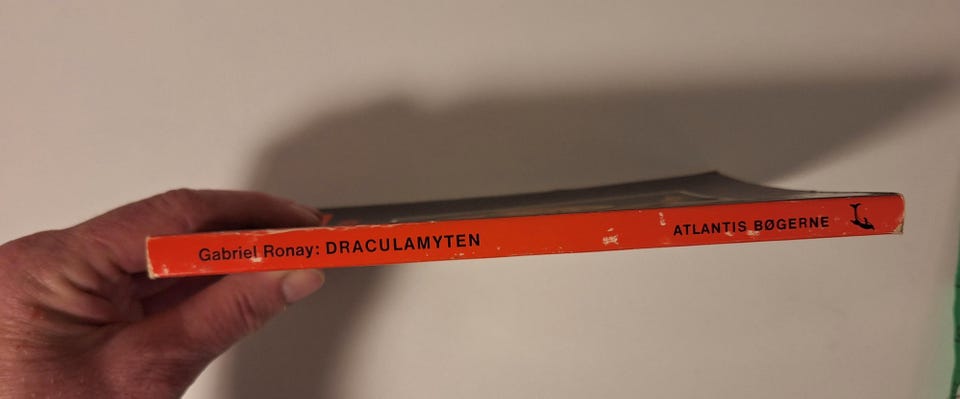 Gabriel Ronay: DRACULAMYTEN
ATLANTIS BØGERNE